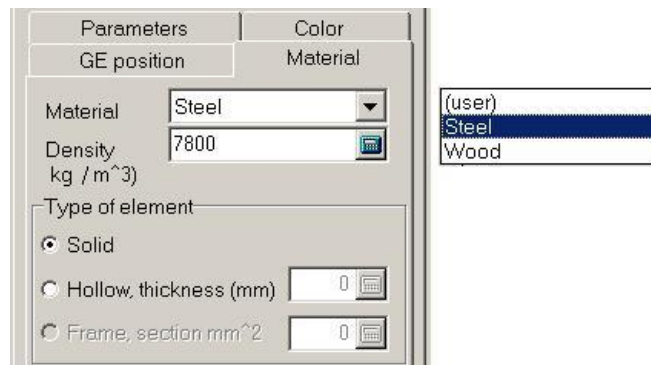 Parameters Color
GE position Material
Material Steel
Density 7800
kg / m^3)
Type of element
Solid
Hollow, thickness (mm) 0
Frame, section mm^2 0
(user)
Steel
Wood